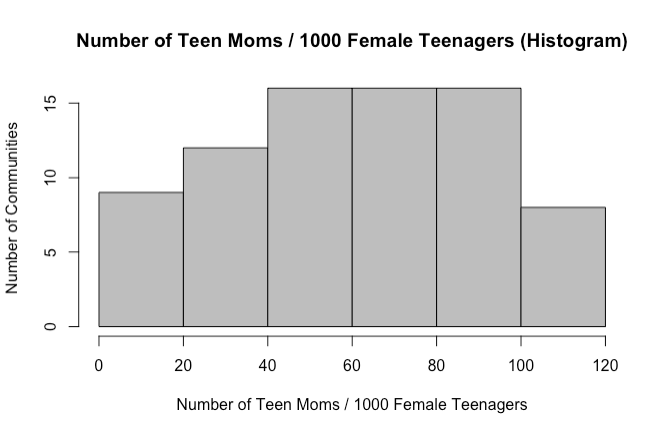 Number of Teen Moms / 1000 Female Teenagers (Histogram)
15
10
5
0
Number of Communities
0 20 40 60 80 100 120
Number of Teen Moms / 1000 Female Teenagers